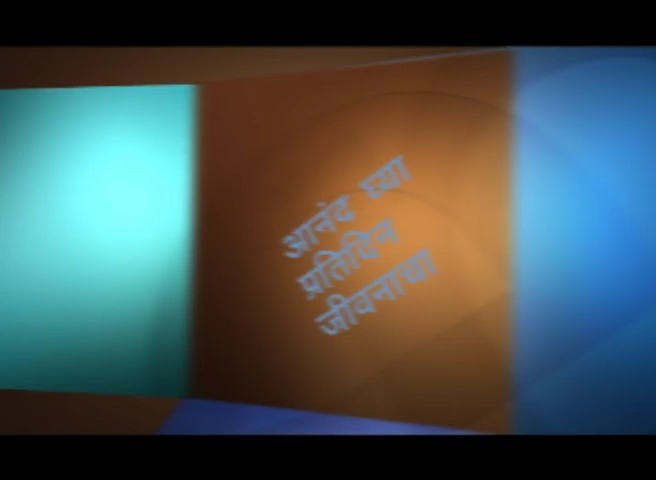 आनंद घ्या
प्रतिदिन
जीवनाचा